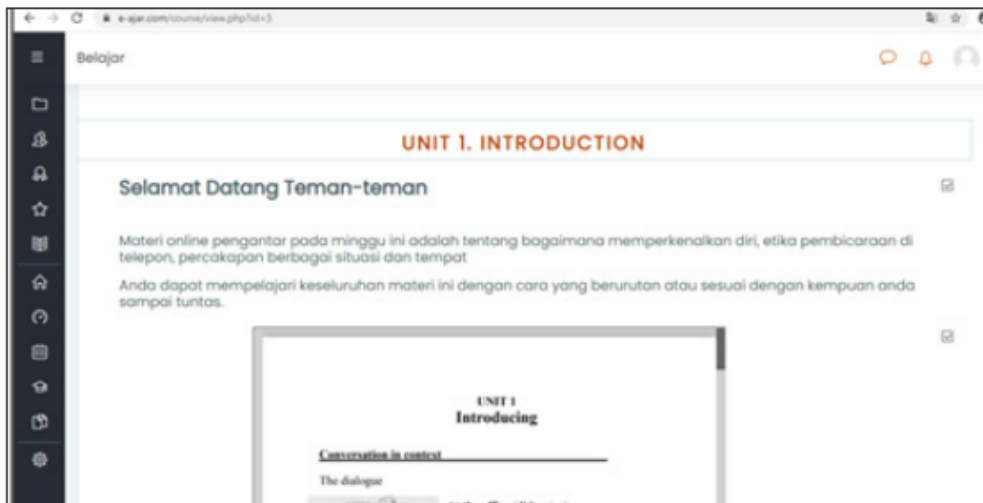 e-ajar.com/course/view.php?id=3
Belajar
UNIT 1. INTRODUCTION
Selamat Datang Teman-teman
Materi online pengantar pada minggu ini adalah tentang bagaimana memperkenalkan diri, etika pembicaraan di
telepon, percakapan berbagai situasi dan tempat
Anda dapat mempelajari keseluruhan materi ini dengan cara yang berurutan atau sesuai dengan kempuan anda
sampai tuntas.
UNIT 1
Introducing
Conversation in context
The dialogue